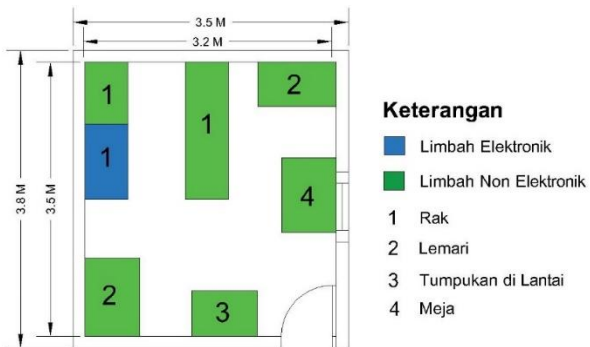 3.5 M
3.2 M
3.8 M
3.5 M
1
1
1
2
4
2
3
Keterangan
Limbah Elektronik
Limbah Non Elektronik
1 Rak
2 Lemari
3 Tumpukan di Lantai
4 Meja